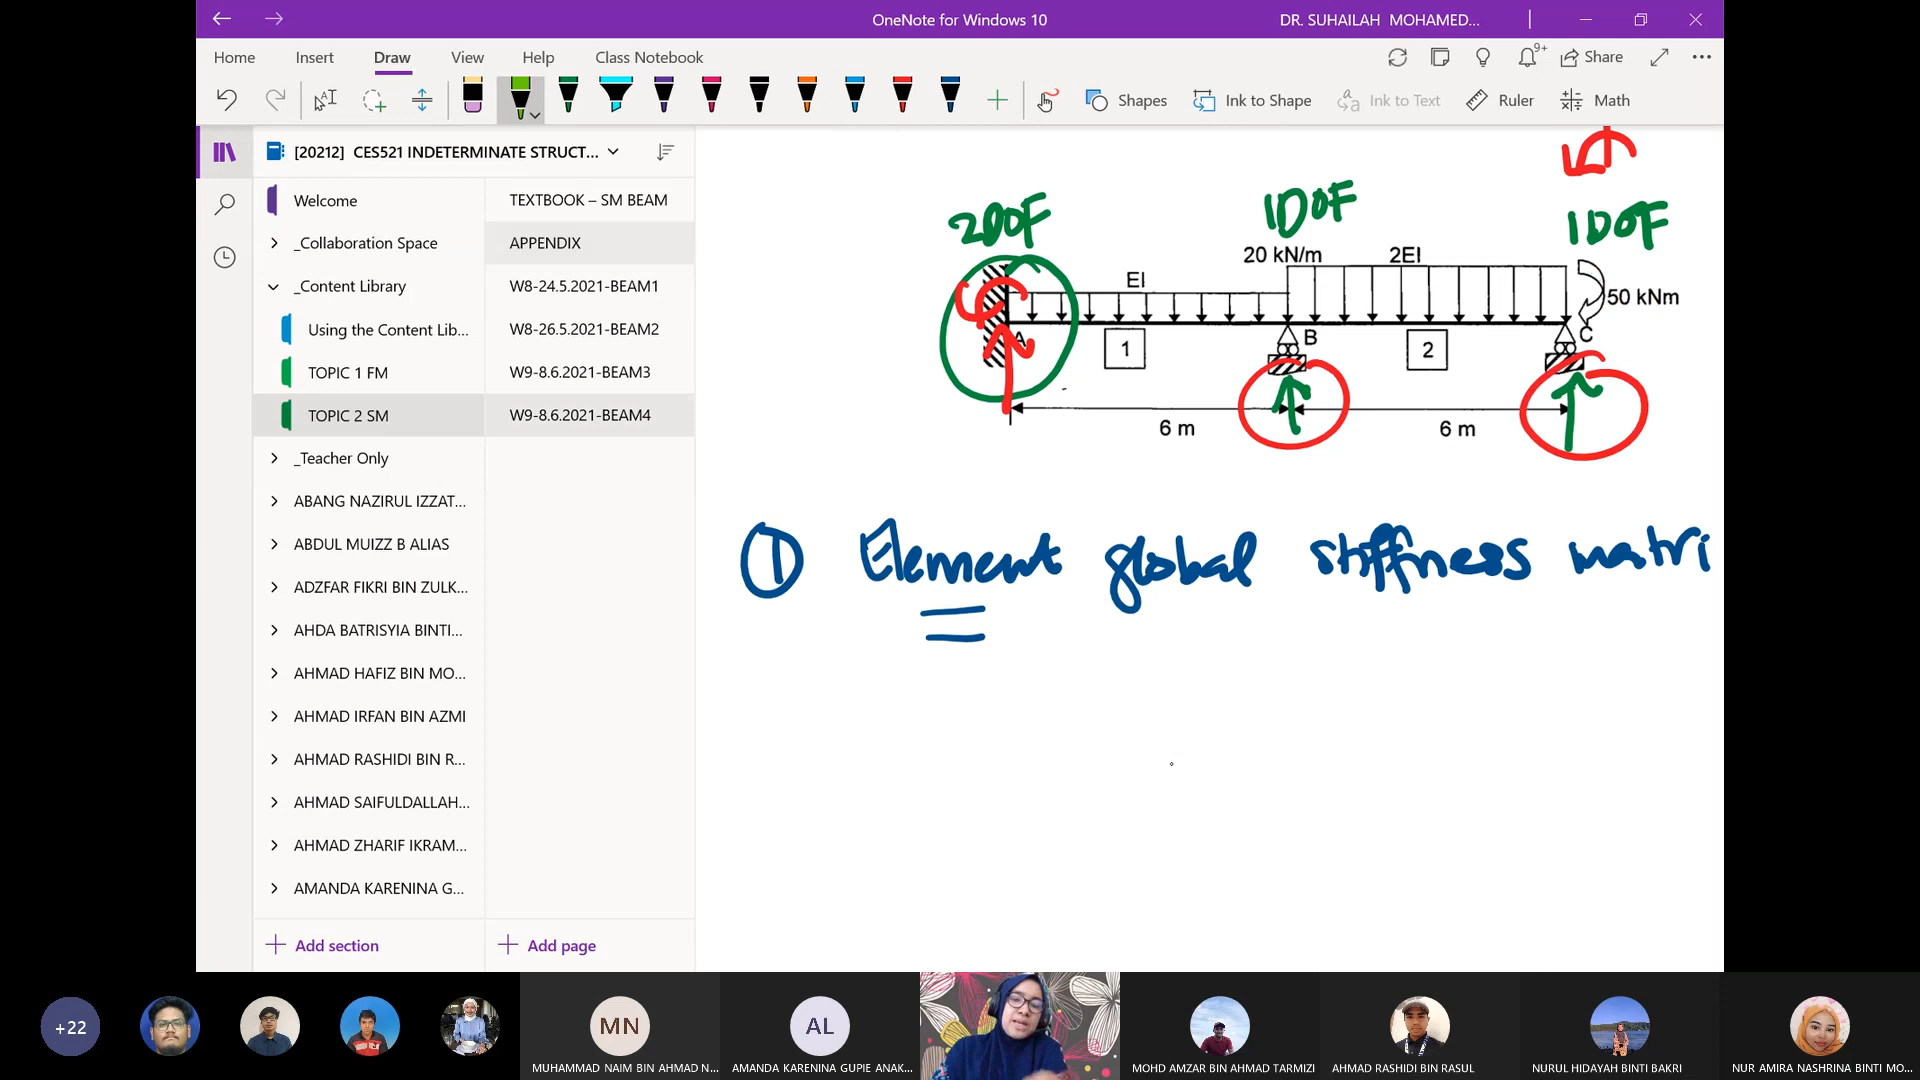 OneNote for Windows 10
DR. SUHAILAH MOHAMED...
Home Insert Draw View Help Class Notebook
9+ Share
Shapes Ink to Shape Ink to Text Ruler Math
[20212] CES521 INDETERMINATE STRUCT...
Welcome
_Collaboration Space
_Content Library
Using the Content Lib...
TOPIC 1 FM
TOPIC 2 SM
_Teacher Only
ABANG NAZIRUL IZZAT...
ABDUL MUIZZ B ALIAS
ADZFAR FIKRI BIN ZULK...
AHDA BATRISYIA BINTI...
AHMAD HAFIZ BIN MO...
AHMAD IRFAN BIN AZMI
AHMAD RASHIDI BIN R...
AHMAD SAIFULDALLAH...
AHMAD ZHARIF IKRAM...
AMANDA KARENINA G...
Add section
TEXTBOOK – SM BEAM
APPENDIX
W8-24.5.2021-BEAM1
W8-26.5.2021-BEAM2
W9-8.6.2021-BEAM3
W9-8.6.2021-BEAM4
Add page
2DOF 1DOF 1DOF
20 kN/m 2EI
EI
50 kNm
A B C
1 2
6 m 6 m
1 Element global stiffness matri
+22
MN
AL
MUHAMMAD NAIM BIN AHMAD N...
AMANDA KARENINA GUPIE ANAK...
MOHD AMZAR BIN AHMAD TARMIZI
AHMAD RASHIDI BIN RASUL
NURUL HIDAYAH BINTI BAKRI
NUR AMIRA NASHRINA BINTI MO...